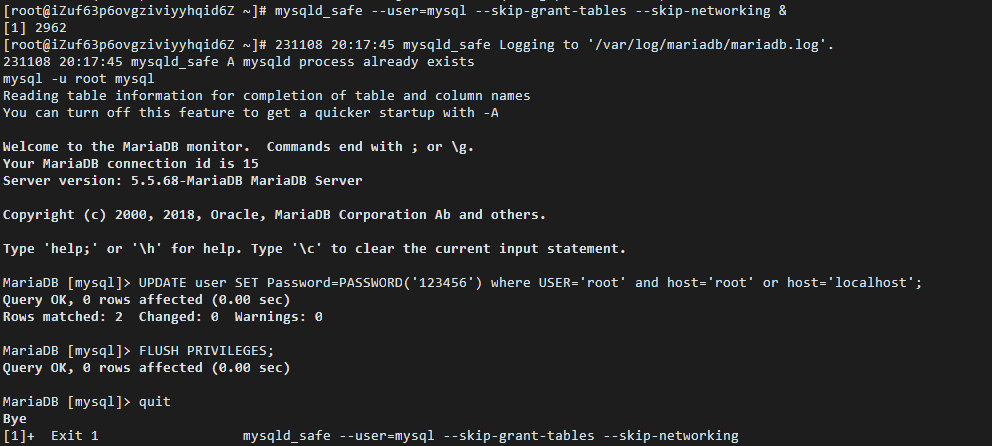 [root@iZuf63p6ovgziviyyhqid6Z ~]# mysqld_safe --user=mysql --skip-grant-tables --skip-networking &
[1] 2962
[root@iZuf63p6ovgziviyyhqid6Z ~]# 231108 20:17:45 mysqld_safe Logging to '/var/log/mariadb/mariadb.log'.
231108 20:17:45 mysqld_safe A mysqld process already exists
mysql -u root mysql
Reading table information for completion of table and column names
You can turn off this feature to get a quicker startup with -A
Welcome to the MariaDB monitor.  Commands end with ; or \g.
Your MariaDB connection id is 15
Server version: 5.5.68-MariaDB MariaDB Server
Copyright (c) 2000, 2018, Oracle, MariaDB Corporation Ab and others.
Type 'help;' or '\h' for help. Type '\c' to clear the current input statement.
MariaDB [mysql]> UPDATE user SET Password=PASSWORD('123456') where USER='root' and host='root' or host='localhost';
Query OK, 0 rows affected (0.00 sec)
Rows matched: 2  Changed: 0  Warnings: 0
MariaDB [mysql]> FLUSH PRIVILEGES;
Query OK, 0 rows affected (0.00 sec)
MariaDB [mysql]> quit
Bye
[1]+  Exit 1                  mysqld_safe --user=mysql --skip-grant-tables --skip-networking